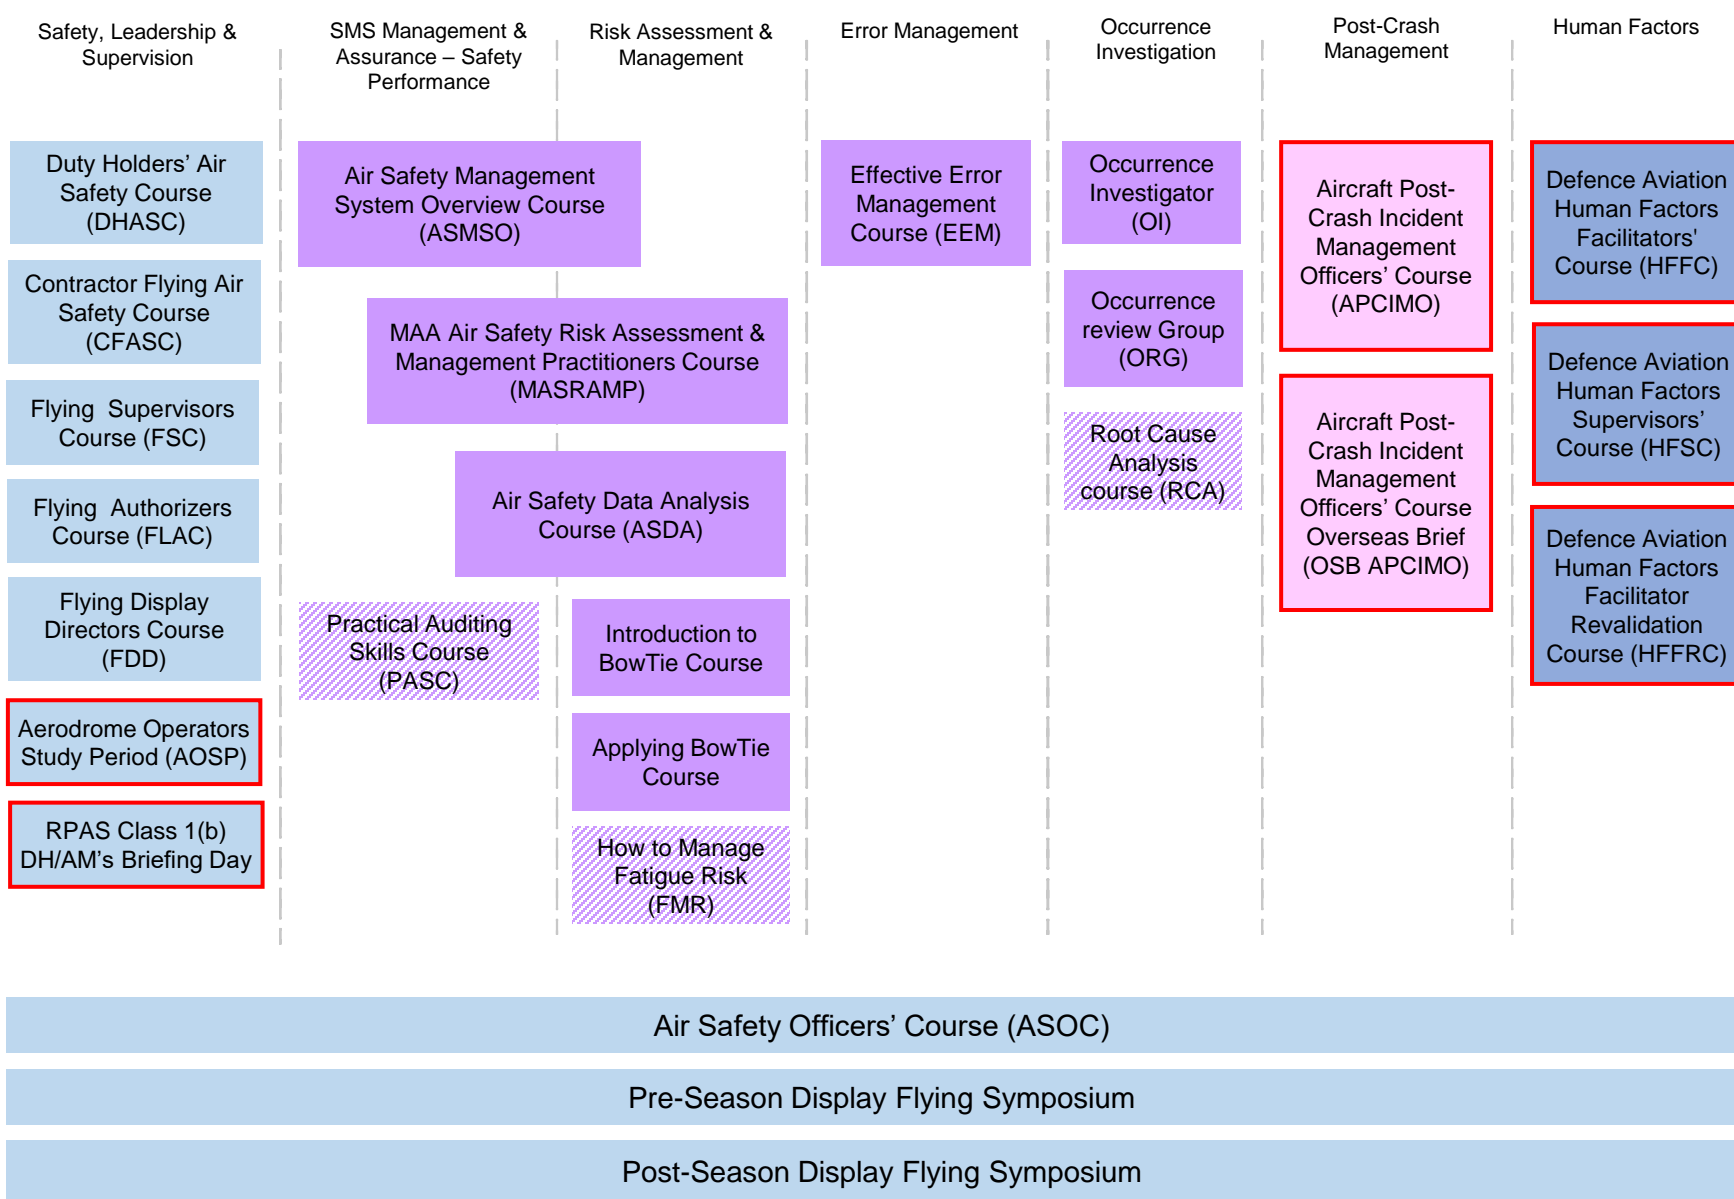 Safety, Leadership &
Supervision
SMS Management &
Assurance – Safety
Performance
Risk Assessment &
Management
Error Management
Occurrence
Investigation
Post-Crash
Management
Human Factors
Duty Holders’ Air
Safety Course
(DHASC)
Contractor Flying Air
Safety Course
(CFASC)
Flying Supervisors
Course (FSC)
Flying Authorizers
Course (FLAC)
Flying Display
Directors Course
(FDD)
Aerodrome Operators
Study Period (AOSP)
RPAS Class 1(b)
DH/AM’s Briefing Day
Air Safety Management
System Overview Course
(ASMSO)
MAA Air Safety Risk Assessment &
Management Practitioners Course
(MASRAMP)
Air Safety Data Analysis
Course (ASDA)
Practical Auditing
Skills Course
(PASC)
Introduction to
BowTie Course
Applying BowTie
Course
How to Manage
Fatigue Risk
(FMR)
Effective Error
Management
Course (EEM)
Occurrence
Investigator
(OI)
Occurrence
review Group
(ORG)
Root Cause
Analysis
course (RCA)
Aircraft Post-
Crash Incident
Management
Officers’ Course
(APCIMO)
Aircraft Post-
Crash Incident
Management
Officers’ Course
Overseas Brief
(OSB APCIMO)
Defence Aviation
Human Factors
Facilitators'
Course (HFFC)
Defence Aviation
Human Factors
Supervisors’
Course (HFSC)
Defence Aviation
Human Factors
Facilitator
Revalidation
Course (HFFRC)
Air Safety Officers’ Course (ASOC)
Pre-Season Display Flying Symposium
Post-Season Display Flying Symposium